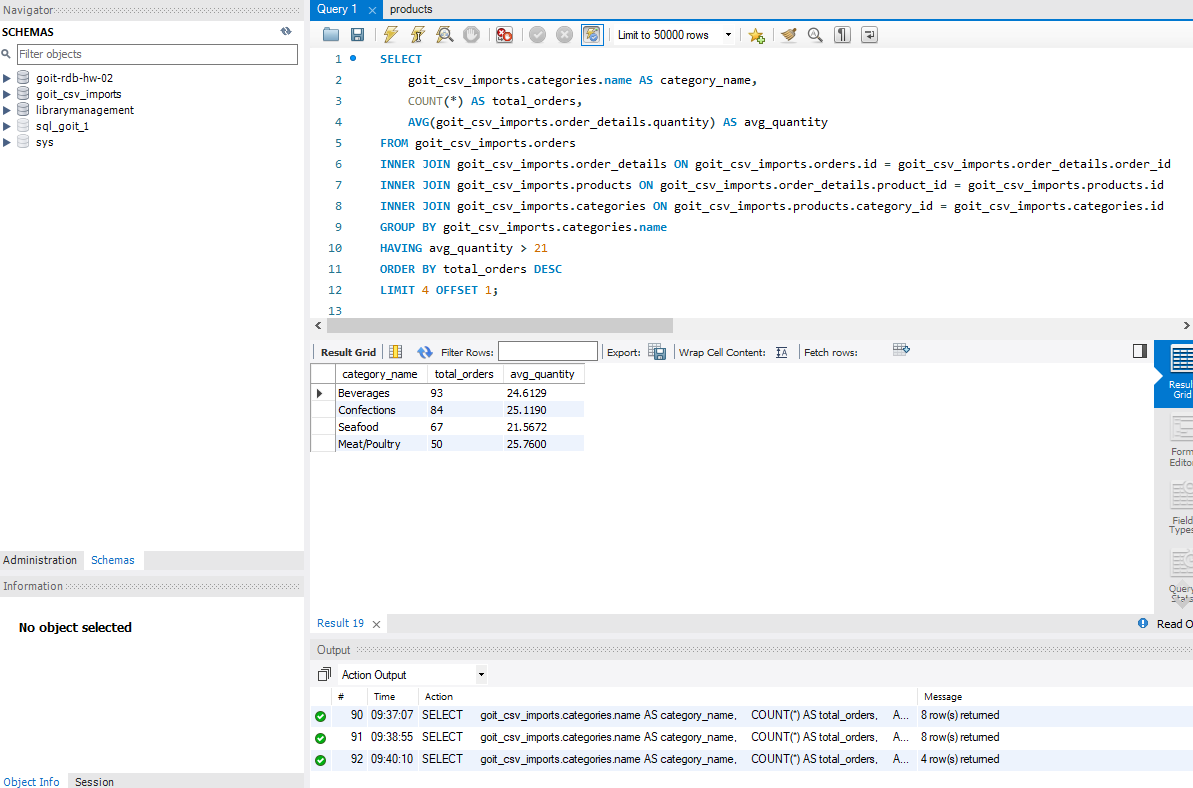 Navigator
SCHEMAS
Filter objects
goit-rdb-hw-02
goit_csv_imports
librarymanagement
sql_goit_1
sys
Administration Schemas
Information
No object selected
Object Info Session
Query 1 products
Limit to 50000 rows
1 SELECT
2 goit_csv_imports.categories.name AS category_name,
3 COUNT(*) AS total_orders,
4 AVG(goit_csv_imports.order_details.quantity) AS avg_quantity
5 FROM goit_csv_imports.orders
6 INNER JOIN goit_csv_imports.order_details ON goit_csv_imports.orders.id = goit_csv_imports.order_details.order_id
7 INNER JOIN goit_csv_imports.products ON goit_csv_imports.order_details.product_id = goit_csv_imports.products.id
8 INNER JOIN goit_csv_imports.categories ON goit_csv_imports.products.category_id = goit_csv_imports.categories.id
9 GROUP BY goit_csv_imports.categories.name
10 HAVING avg_quantity > 21
11 ORDER BY total_orders DESC
12 LIMIT 4 OFFSET 1;
13
Result Grid Filter Rows: Export: Wrap Cell Content: IA Fetch rows:
category_name total_orders avg_quantity
Beverages 93 24.6129
Confections 84 25.1190
Seafood 67 21.5672
Meat/Poultry 50 25.7600
Result
Grid
Form
Editor
Field
Types
Query
Stats
Result 19 Read O
Output
Action Output
# Time Action Message
90 09:37:07 SELECT goit_csv_imports.categories.name AS category_name, COUNT(*) AS total_orders, A... 8 row(s) returned
91 09:38:55 SELECT goit_csv_imports.categories.name AS category_name, COUNT(*) AS total_orders, A... 8 row(s) returned
92 09:40:10 SELECT goit_csv_imports.categories.name AS category_name, COUNT(*) AS total_orders, A... 4 row(s) returned